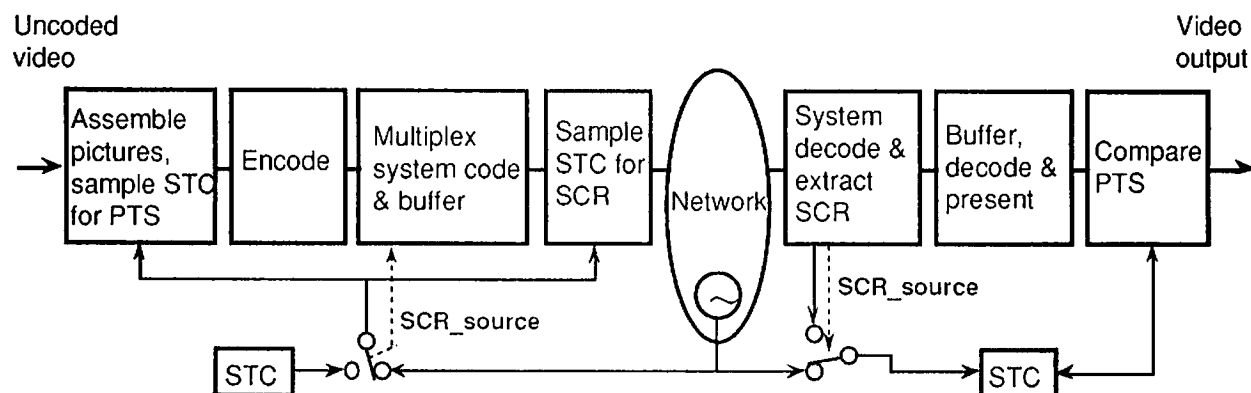 Uncoded
video
Video
output
Assemble
pictures,
sample STC
for PTS
Encode
Multiplex
system code
& buffer
Sample
STC for
SCR
Network
System
decode &
extract
SCR
Buffer,
decode &
present
Compare
PTS
SCR_source
SCR_source
STC
STC